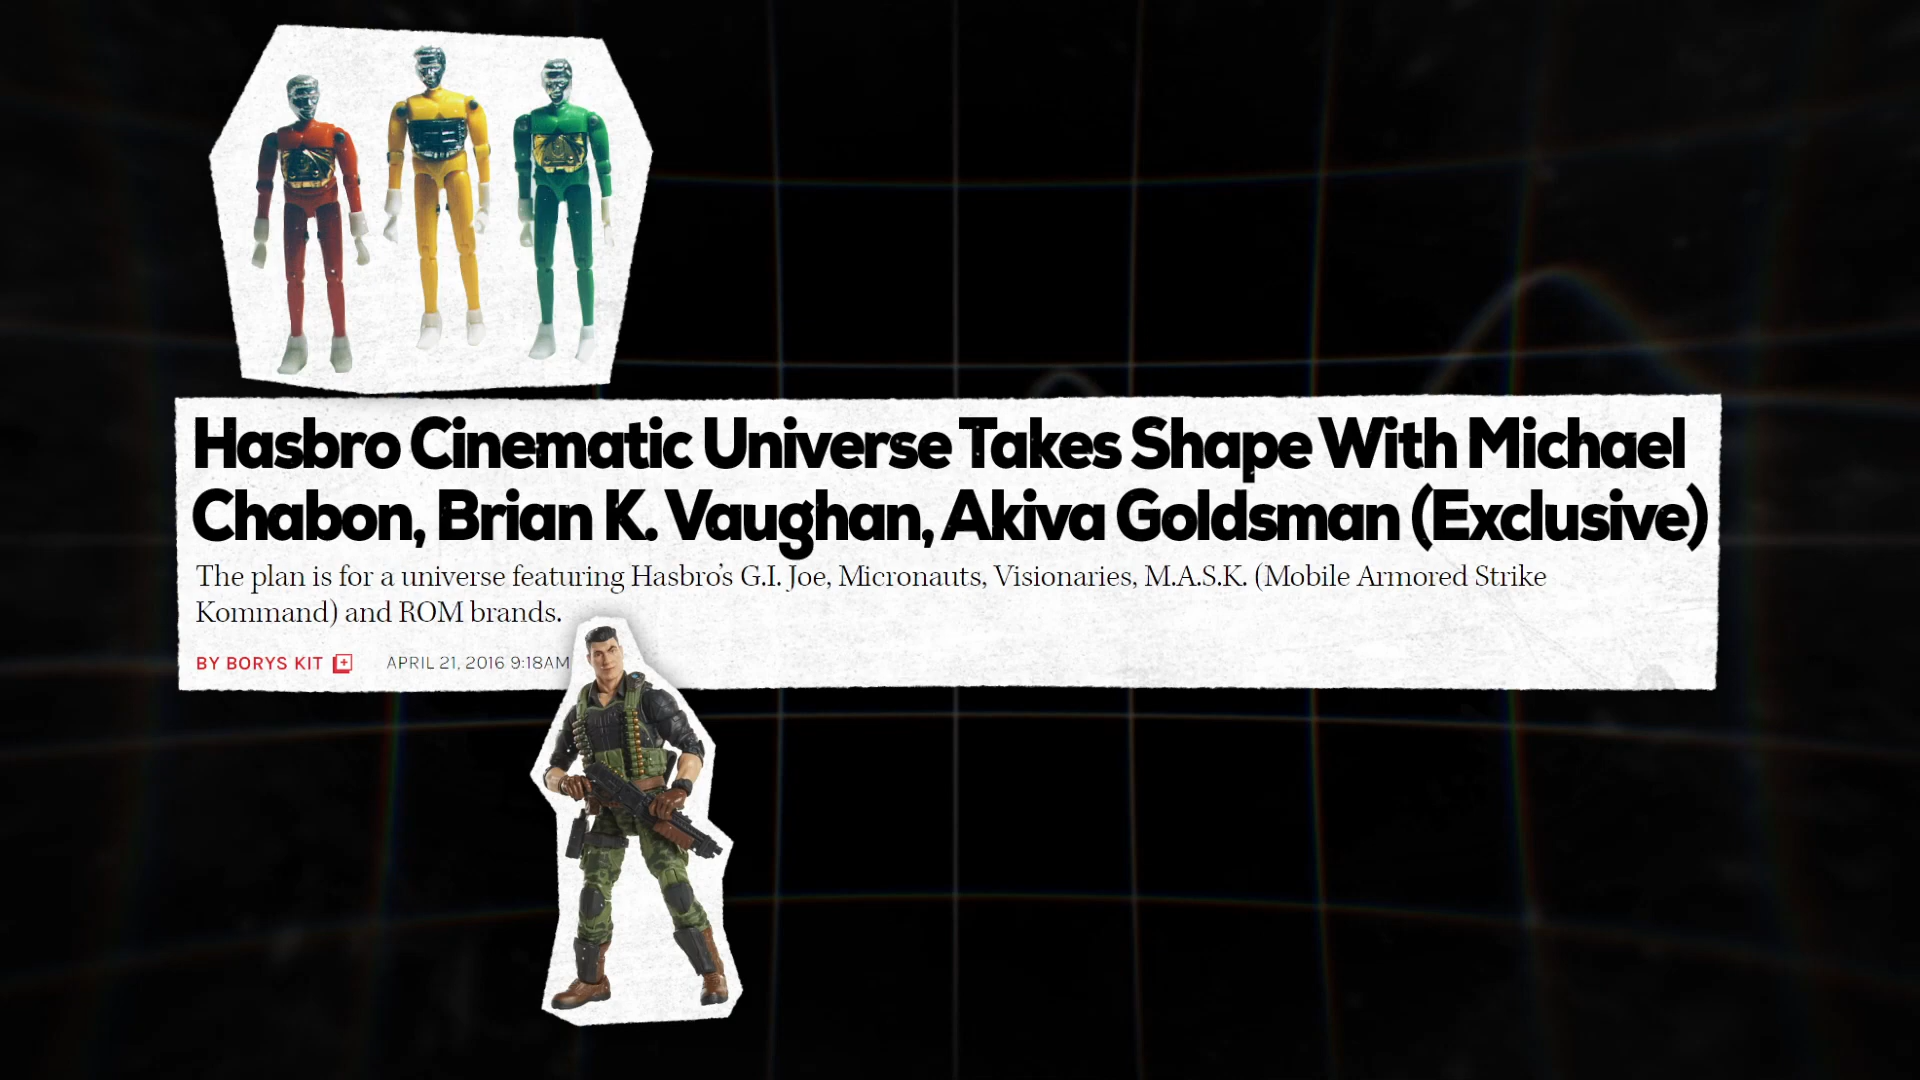 Hasbro Cinematic Universe Takes Shape With Michael
Chabon, Brian K. Vaughan, Akiva Goldsman (Exclusive)
The plan is for a universe featuring Hasbro's G.I. Joe, Micronauts, Visionaries, M.A.S.K. (Mobile Armored Strike
Kommand) and ROM brands.
BY BORYS KIT APRIL 21, 2016 9:18AM